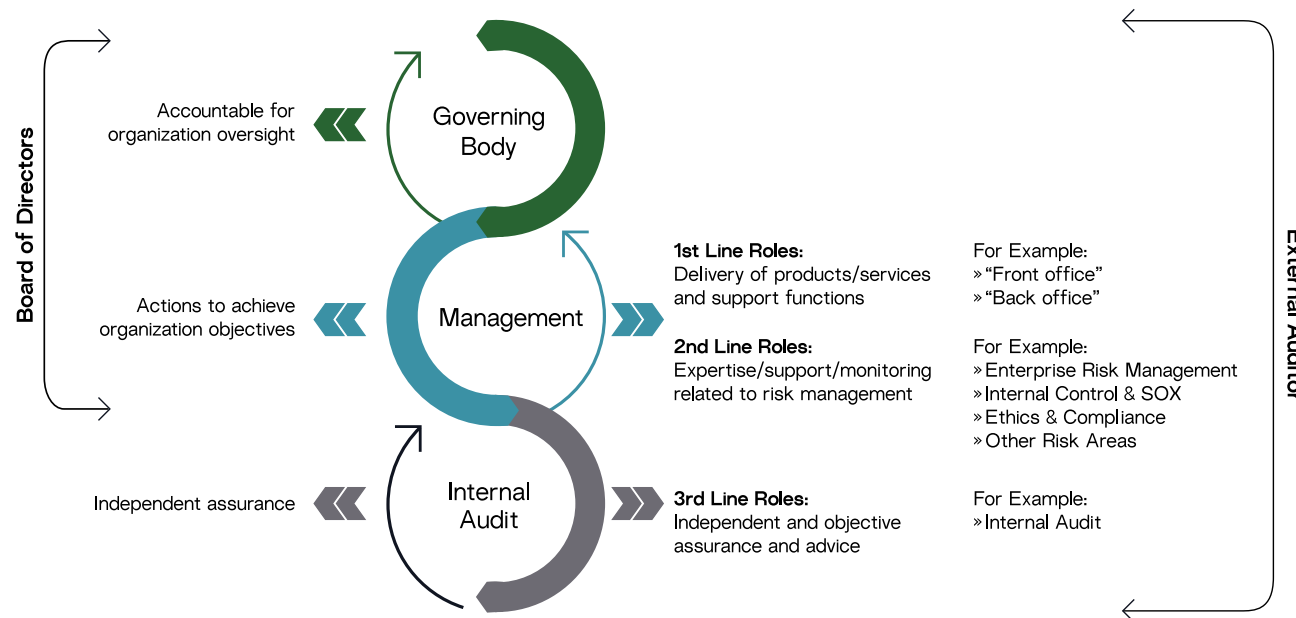 Board of Directors
Accountable for
organization oversight
Governing
Body
Actions to achieve
organization objectives
Management
1st Line Roles:
Delivery of products/services
and support functions
For Example:
» “Front office”
» “Back office”
2nd Line Roles:
Expertise/support/monitoring
related to risk management
For Example:
» Enterprise Risk Management
» Internal Control & SOX
» Ethics & Compliance
» Other Risk Areas
Independent assurance
Internal
Audit
3rd Line Roles:
Independent and objective
assurance and advice
For Example:
» Internal Audit
External Auditor